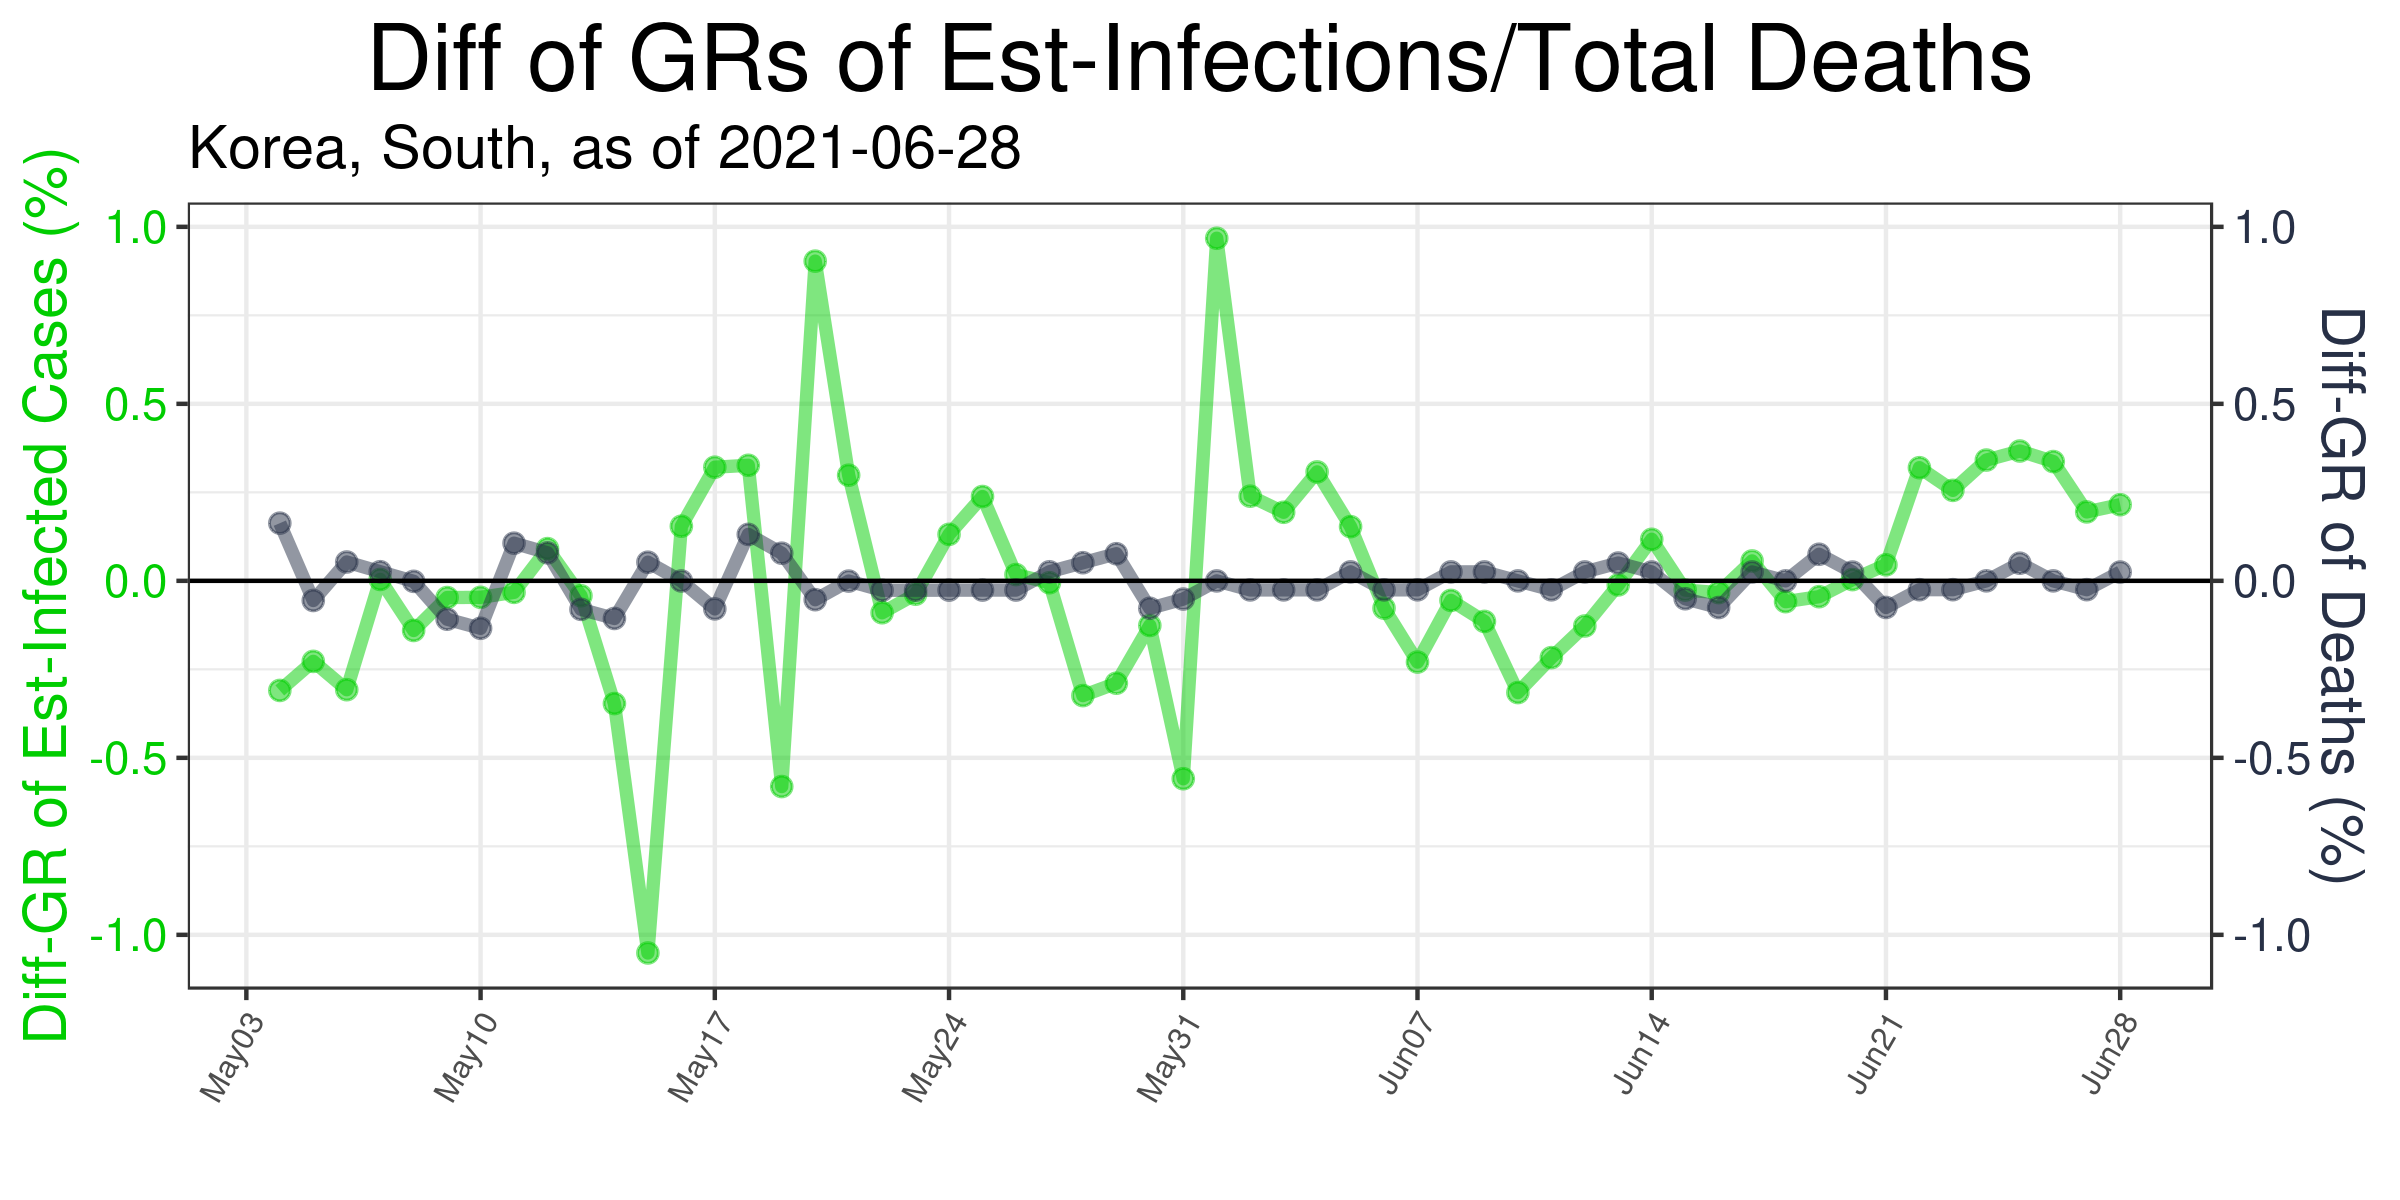 Diff of GRs of Est-Infections/Total Deaths
Korea, South, as of 2021-06-28
Diff-GR of Est-Infected Cases (%)
1.0
0.5
0.0
-0.5
-1.0
1.0
0.5
0.0
-0.5
-1.0
Diff-GR of Deaths (%)
May03
May10
May17
May24
May31
Jun07
Jun14
Jun21
Jun28